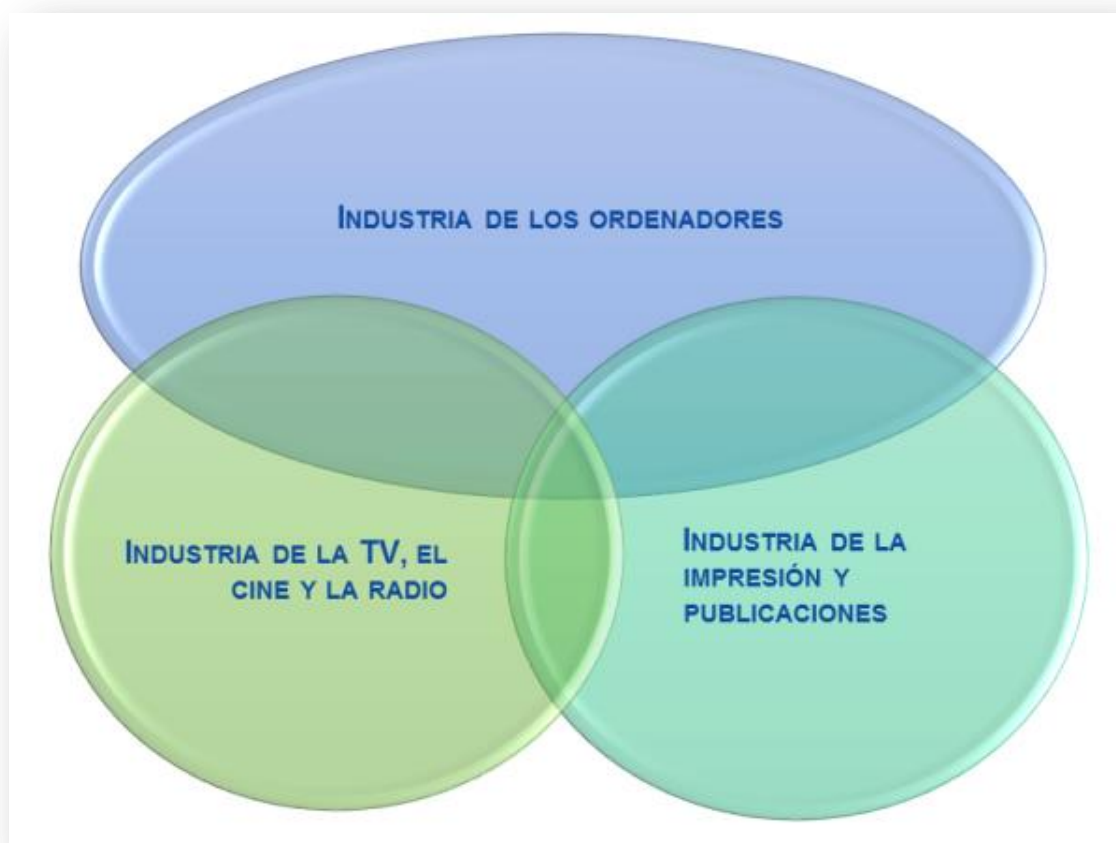 INDUSTRIA DE LOS ORDENADORES
INDUSTRIA DE LA TV, EL
CINE Y LA RADIO
INDUSTRIA DE LA
IMPRESIÓN Y
PUBLICACIONES